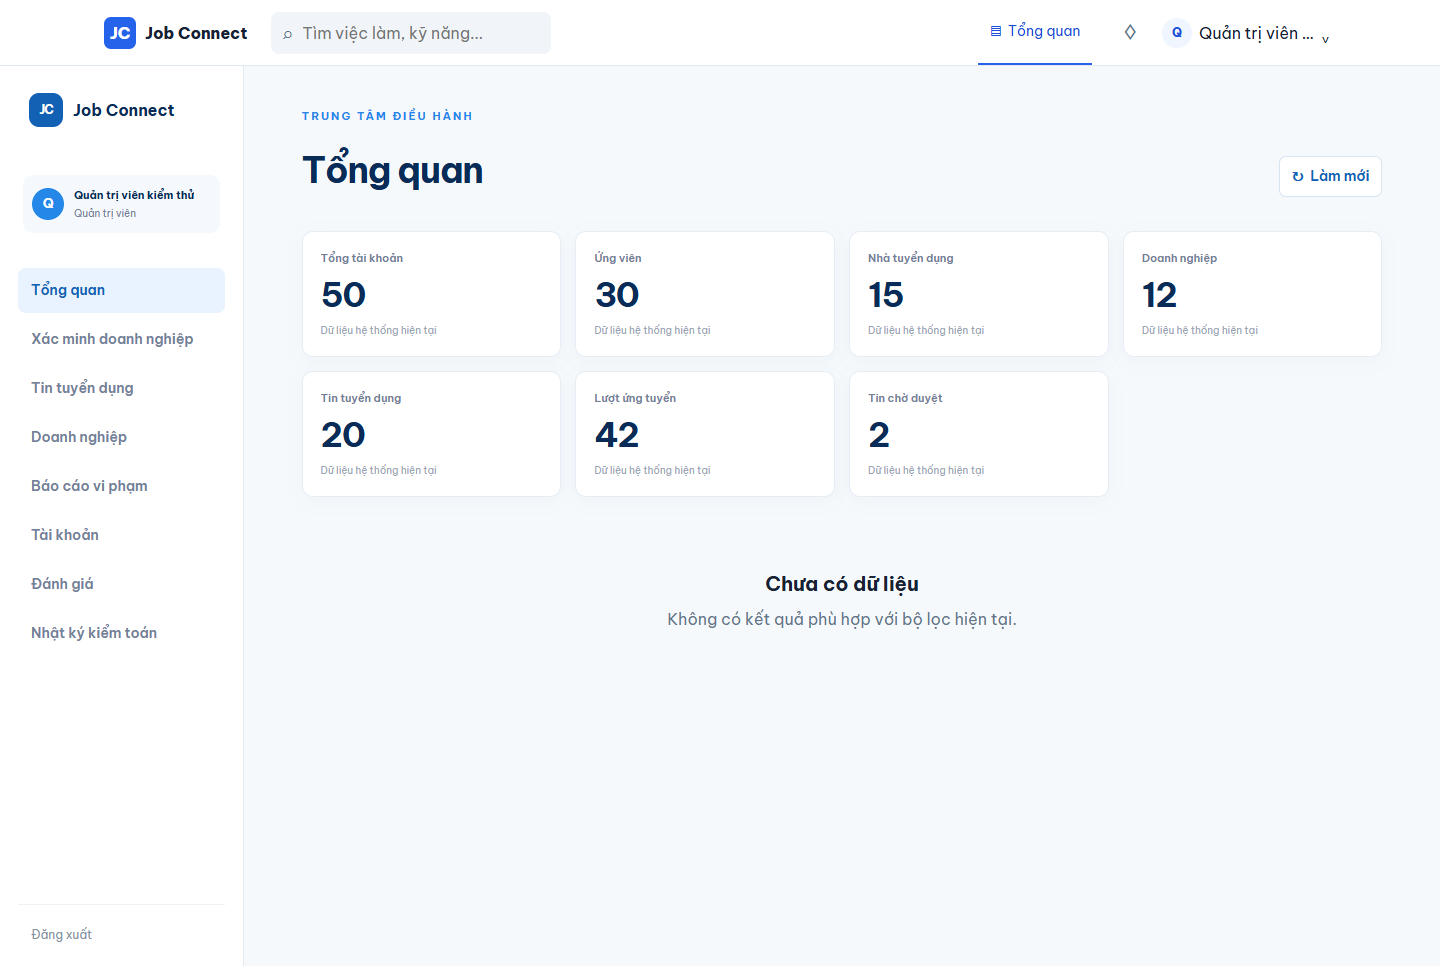 JC Job Connect
Tìm việc làm, kỹ năng...
Tổng quan
Q Quản trị viên ...
JC Job Connect
Q
Quản trị viên kiểm thử
Quản trị viên
Tổng quan
Xác minh doanh nghiệp
Tin tuyển dụng
Doanh nghiệp
Báo cáo vi phạm
Tài khoản
Đánh giá
Nhật ký kiểm toán
Đăng xuất
TRUNG TÂM ĐIỀU HÀNH
Tổng quan
↻ Làm mới
Tổng tài khoản
50
Dữ liệu hệ thống hiện tại
Ứng viên
30
Dữ liệu hệ thống hiện tại
Nhà tuyển dụng
15
Dữ liệu hệ thống hiện tại
Doanh nghiệp
12
Dữ liệu hệ thống hiện tại
Tin tuyển dụng
20
Dữ liệu hệ thống hiện tại
Lượt ứng tuyển
42
Dữ liệu hệ thống hiện tại
Tin chờ duyệt
2
Dữ liệu hệ thống hiện tại
Chưa có dữ liệu
Không có kết quả phù hợp với bộ lọc hiện tại.